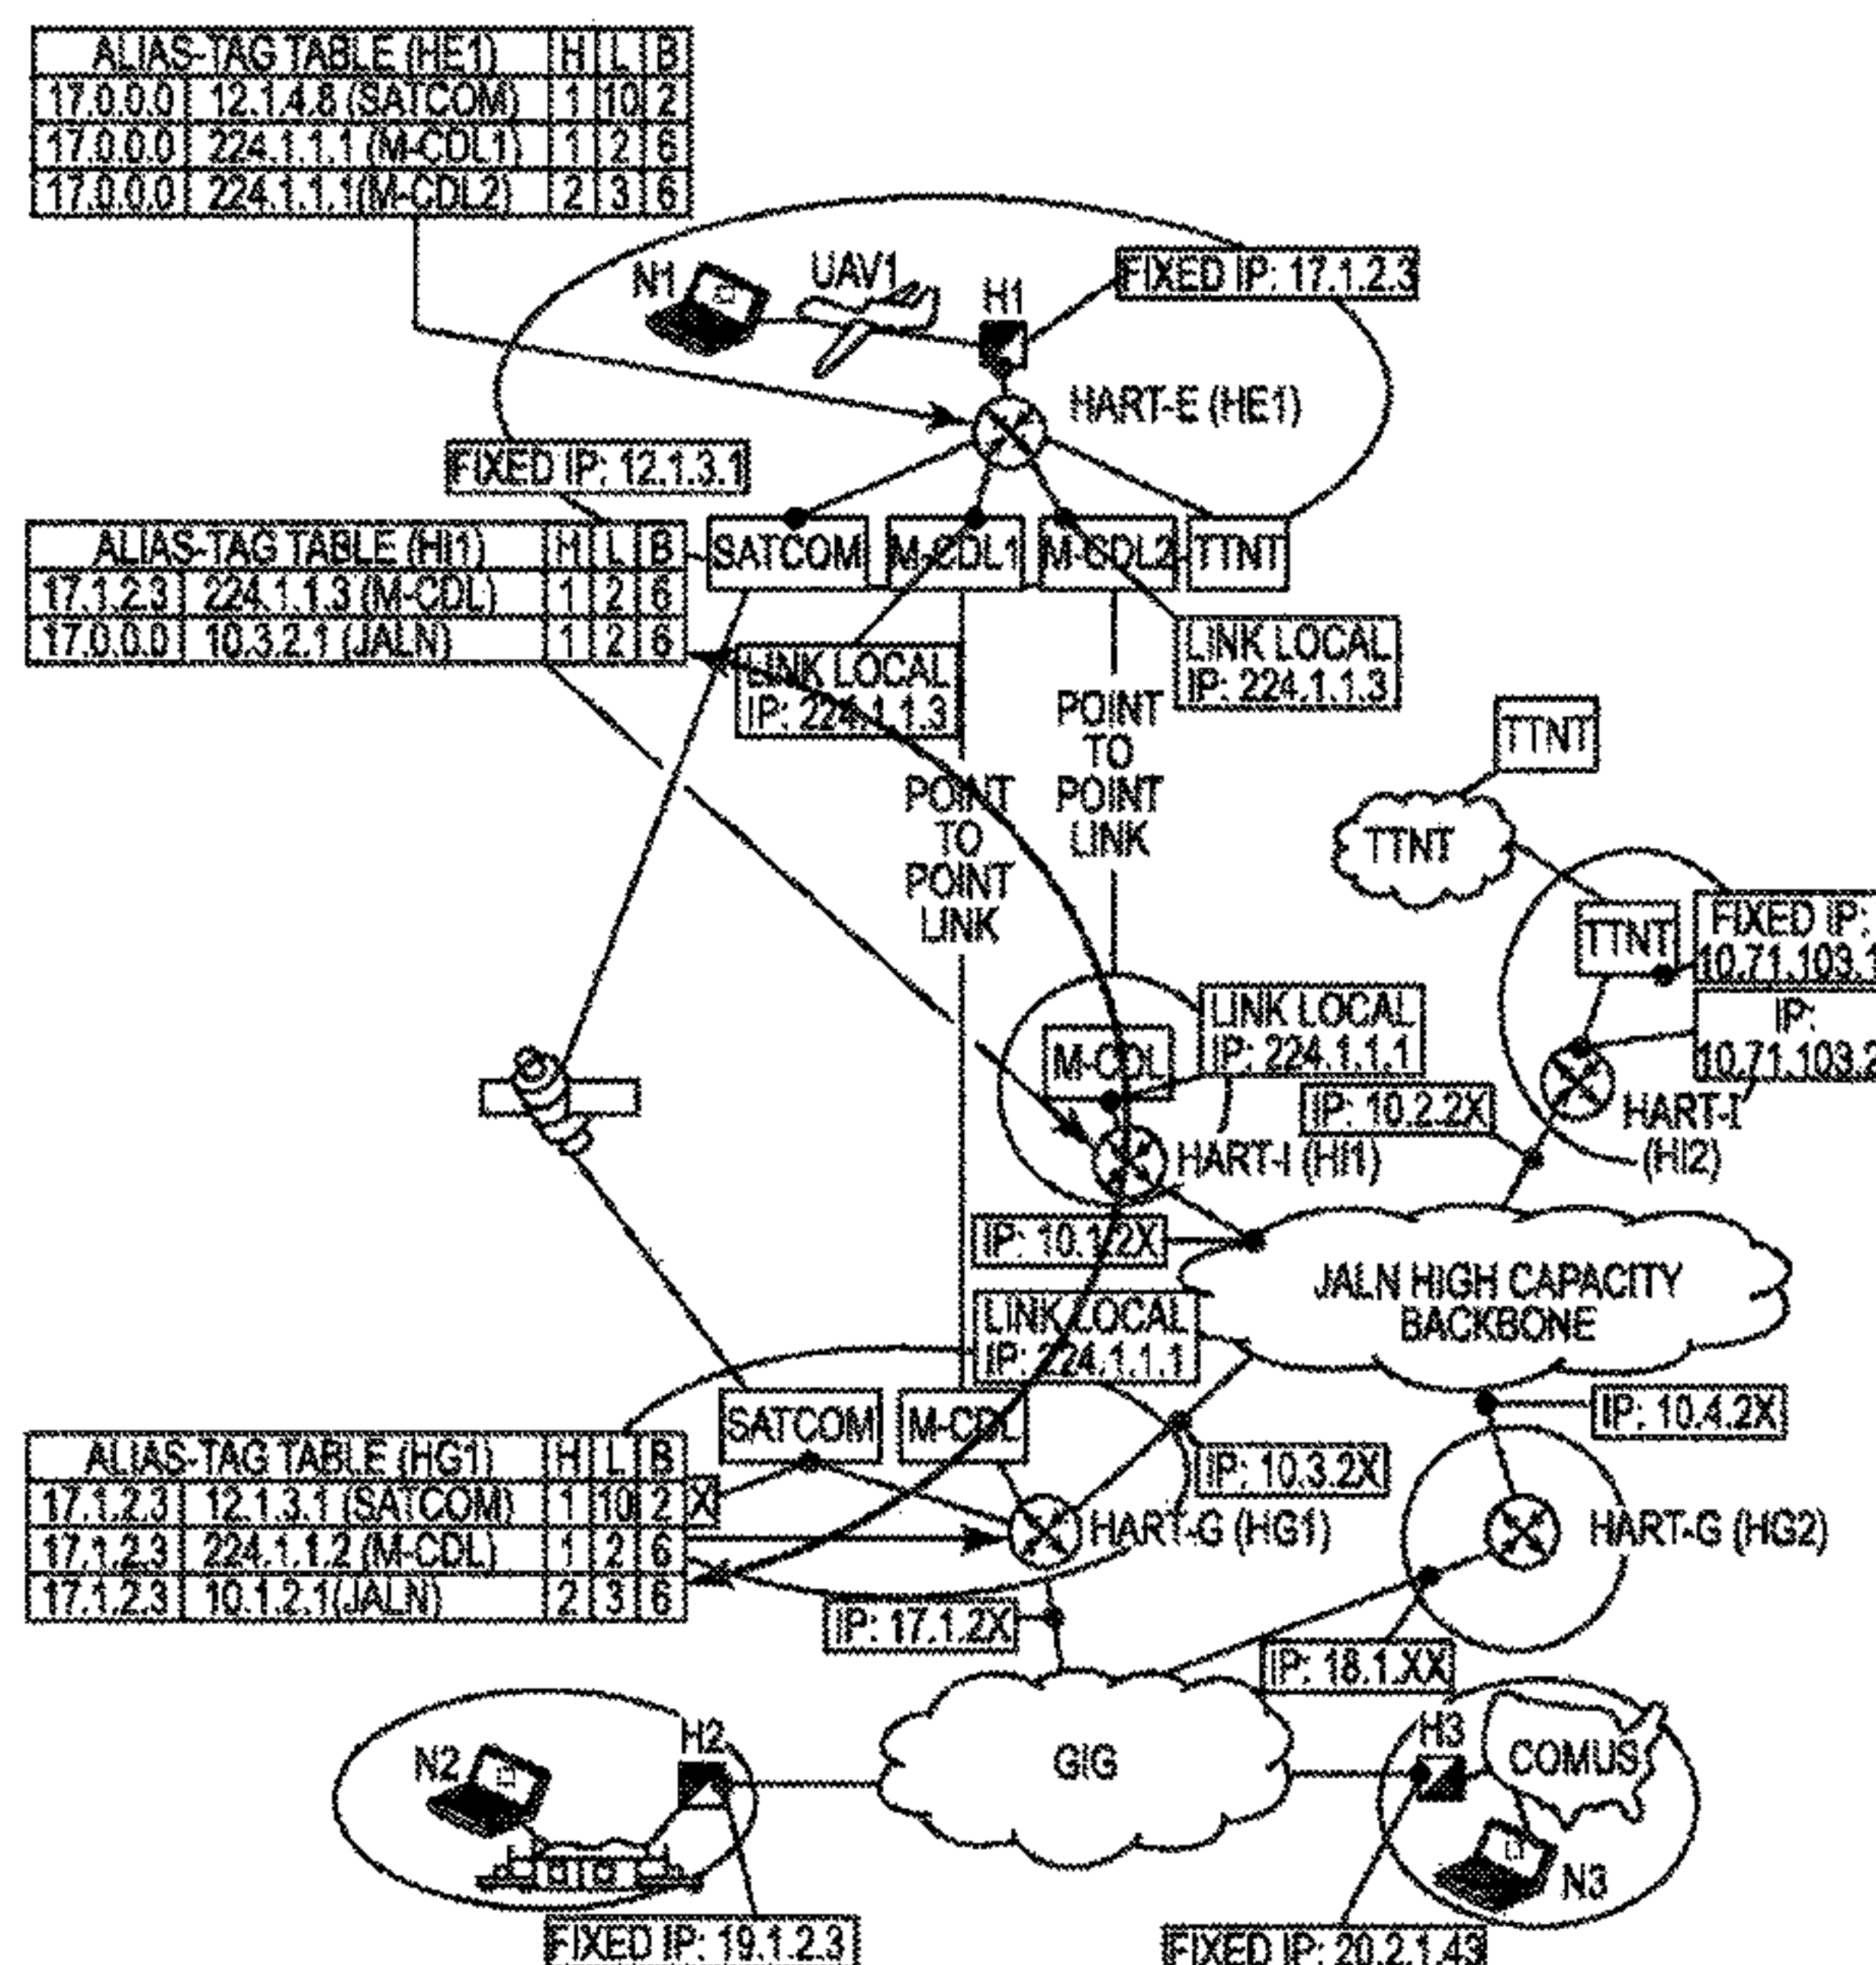 ALIAS-TAG TABLE (HE1) H L B
17.0.0.0 12.1.4.8 (SATCOM) 1 10 2
17.0.0.0 224.1.1.1 (M-CDL1) 1 2 6
17.0.0.0 224.1.1.1(M-CDL2) 2 3 6
N1
UAV1
H1
FIXED IP: 17.1.2.3
HART-E (HE1)
FIXED IP: 12.1.3.1
ALIAS-TAG TABLE (HI1) H L B
17.1.2.3 224.1.1.3 (M-CDL) 1 2 6
17.0.0.0 10.3.2.1 (JALN) 1 2 6
SATCOM
M-CDL1
M-CDL2
TTNT
LINK LOCAL
IP: 224.1.1.3
LINK LOCAL
IP: 224.1.1.3
POINT
TO
POINT
LINK
POINT
TO
POINT
LINK
TTNT
TTNT
TTNT
FIXED IP:
10.71.103.1
IP:
10.71.103.2
LINK LOCAL
IP: 224.1.1.1
M-CDL
IP: 10.2.2X
HART-I
(HI2)
HART-I (HI1)
IP: 10.1.2X
JALN HIGH CAPACITY
BACKBONE
LINK LOCAL
IP: 224.1.1.1
SATCOM
M-CDL
IP: 10.4.2X
IP: 10.3.2X
ALIAS-TAG TABLE (HG1) H L B
17.1.2.3 12.1.3.1 (SATCOM) 1 10 2 X
17.1.2.3 224.1.1.2 (M-CDL) 1 2 6
17.1.2.3 10.1.2.1(JALN) 2 3 6
HART-G (HG1)
HART-G (HG2)
IP: 17.1.2X
IP: 18.1.XX
N2
H2
GIG
H3
COMUS
N3
FIXED IP: 19.1.2.3
FIXED IP: 20.2.1.43